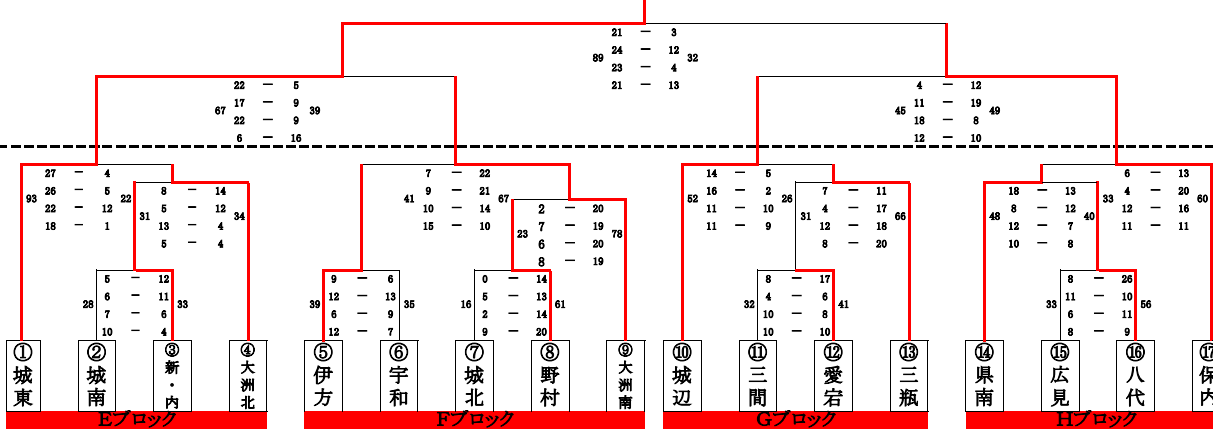 21 － 3
24 － 12
89 32
23 － 4
21 － 13
22 － 5
17 － 9
67 39
22 － 9
6 － 16
4 － 12
11 － 19
45 49
18 － 8
12 － 10
27 － 4
26 － 5
93 22
22 － 12
18 － 1
8 － 14
5 － 12
31 34
13 － 4
5 － 4
7 － 22
9 － 21
41 67
10 － 14
15 － 10
2 － 20
7 － 19
23 78
6 － 20
8 － 19
14 － 5
16 － 2
52 26
11 － 10
11 － 9
7 － 11
4 － 17
31 66
12 － 18
8 － 20
18 － 13
8 － 12
48 40
12 － 7
10 － 8
6 － 13
4 － 20
33 60
12 － 16
11 － 11
5 － 12
6 － 11
28 33
7 － 6
10 － 4
9 － 6
12 － 13
39 35
6 － 9
12 － 7
0 － 14
5 － 13
16 61
2 － 14
9 － 20
8 － 17
4 － 6
32 41
10 － 8
10 － 10
8 － 26
11 － 10
33 56
6 － 11
8 － 9
①城東
②城南
③新・内
④大洲北
⑤伊方
⑥宇和
⑦城北
⑧野村
⑨大洲南
⑩城辺
⑪三間
⑫愛宕
⑬三瓶
⑭県南
⑮広見
⑯八代
⑰保内
Eブロック
Fブロック
Gブロック
Hブロック